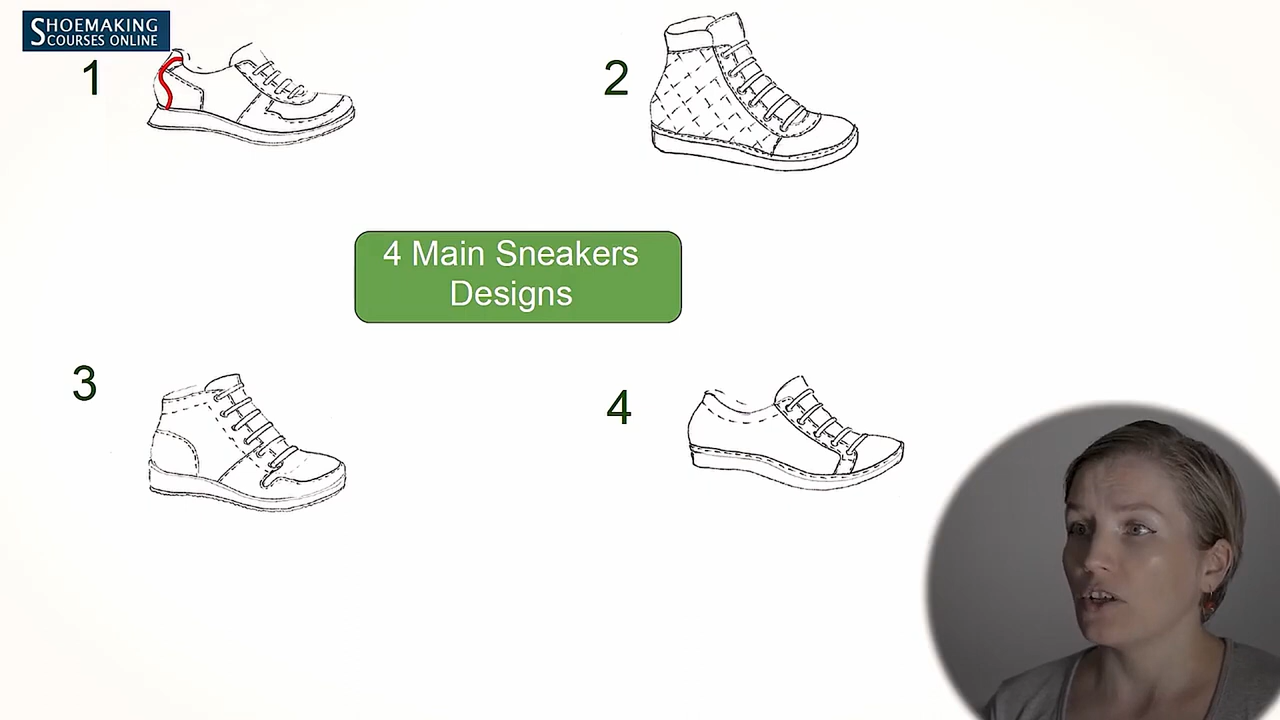 SHOEMAKING
COURSES ONLINE
1
2
4 Main Sneakers
Designs
3
4